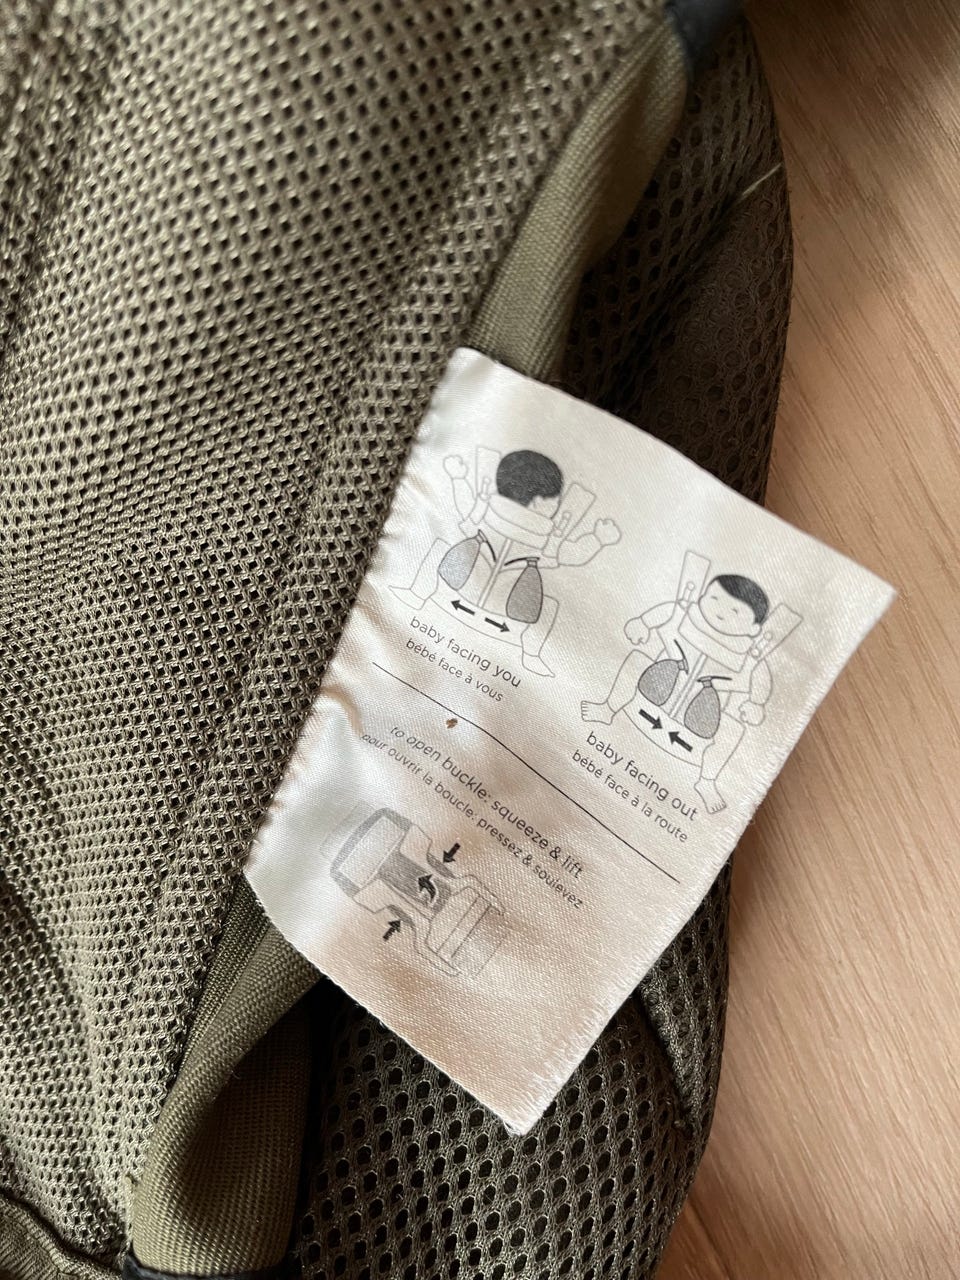 baby facing you
bébé face à vous
baby facing out
bébé face à la route
to open buckle: squeeze & lift
pour ouvrir la boucle: pressez & soulevez